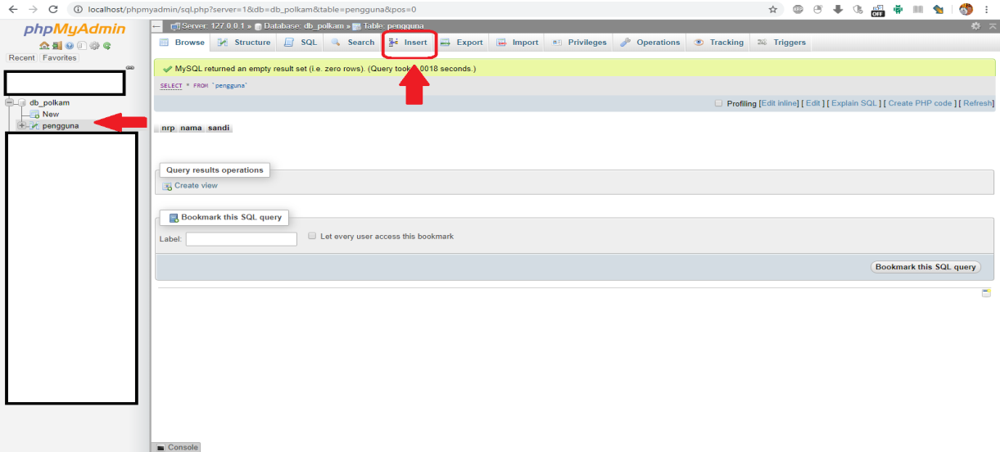 localhost/phpmyadmin/sql.php?server=1&db=db_polkam&table=pengguna&pos=0
OFF
phpMyAdmin
Recent Favorites
db_polkam
New
pengguna
Server: 127.0.0.1 » Database: db_polkam » Table: pengguna
Browse Structure SQL Search Insert Export Import Privileges Operations Tracking Triggers
MySQL returned an empty result set (i.e. zero rows). (Query took 0018 seconds.)
SELECT * FROM `pengguna`
Profiling [Edit inline] [ Edit ] [ Explain SQL ] [ Create PHP code ] [ Refresh]
nrp nama sandi
Query results operations
Create view
Bookmark this SQL query
Label: Let every user access this bookmark
Bookmark this SQL query
Console